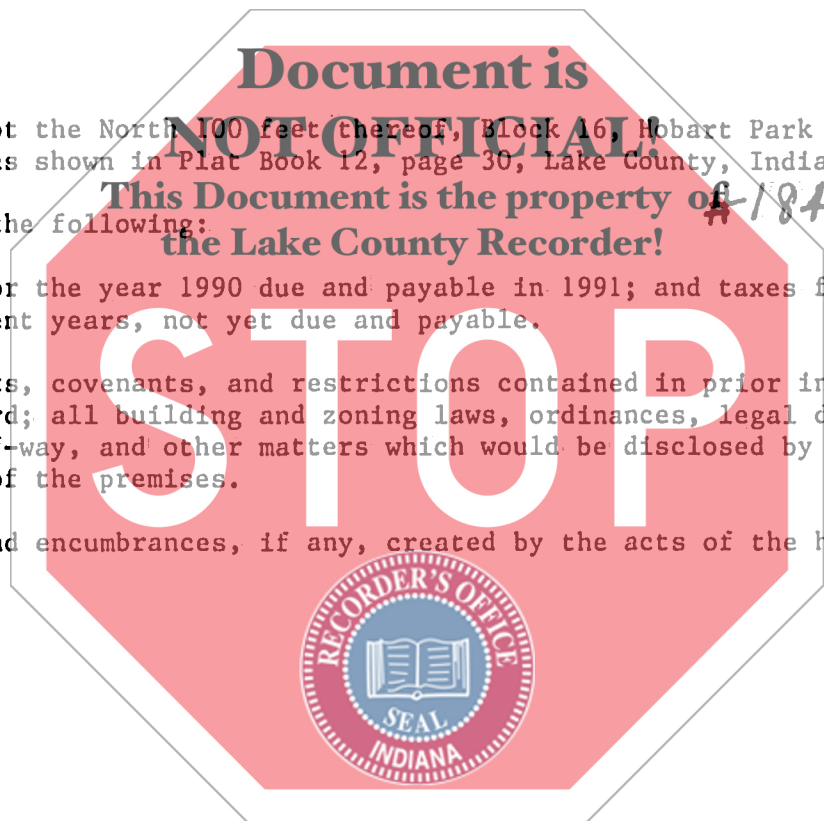 Document is
t the North 100 feet thereof, Block 16, Hobart Park
NOT OFFICIAL!
s shown in Plat Book 12, page 30, Lake County, India
This Document is the property of
#-184
he following:
the Lake County Recorder!
r the year 1990 due and payable in 1991; and taxes f
nt years, not yet due and payable.
STOP
s, covenants, and restrictions contained in prior in
d; all building and zoning laws, ordinances, legal d
-way, and other matters which would be disclosed by
f the premises.
d encumbrances, if any, created by the acts of the h
RECORDER'S OFFICE
SEAL
INDIANA